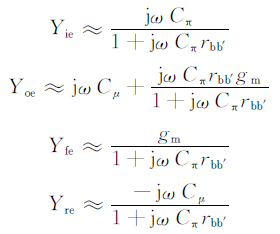 Y_ie ≈ jω C_π / (1 + jω C_π r_bb′)
Y_oe ≈ jω C_μ + jω C_π r_bb′ g_m / (1 + jω C_π r_bb′)
Y_fe ≈ g_m / (1 + jω C_π r_bb′)
Y_re ≈ −jω C_μ / (1 + jω C_π r_bb′)